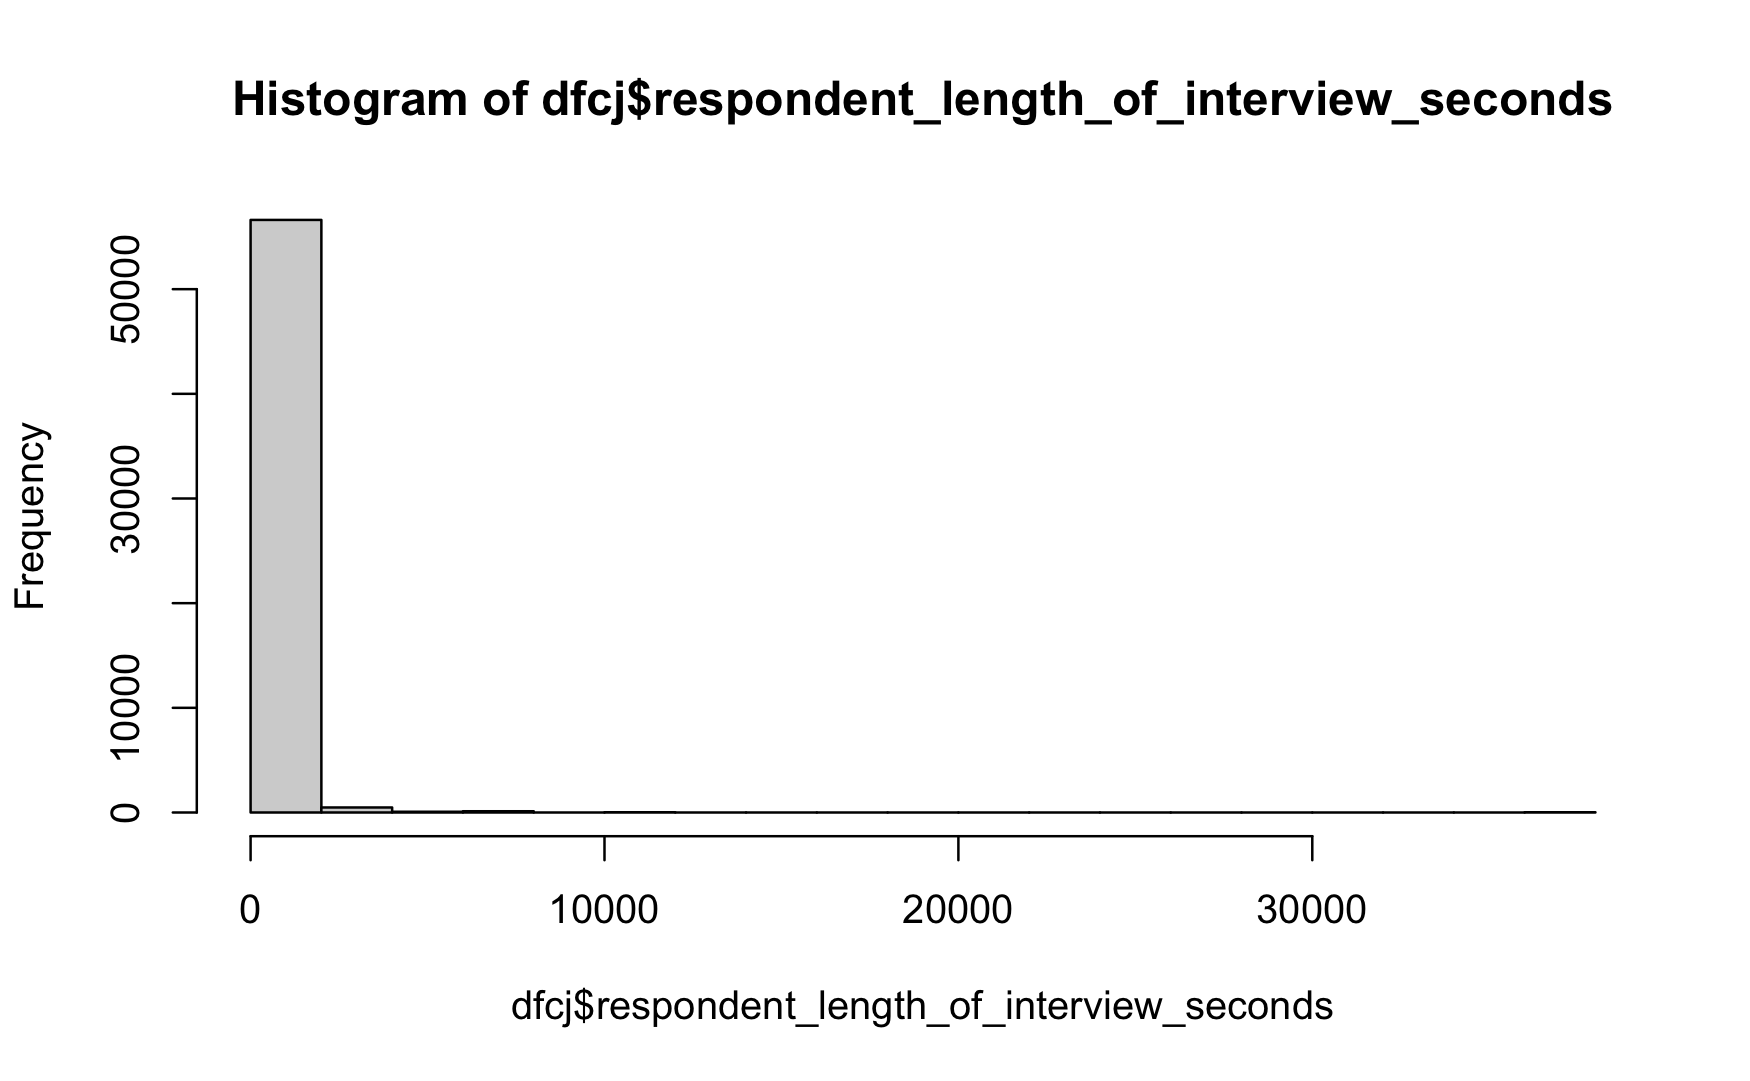 Histogram of dfcj$respondent_length_of_interview_seconds
Frequency
50000
30000
10000
0
0 10000 20000 30000
dfcj$respondent_length_of_interview_seconds